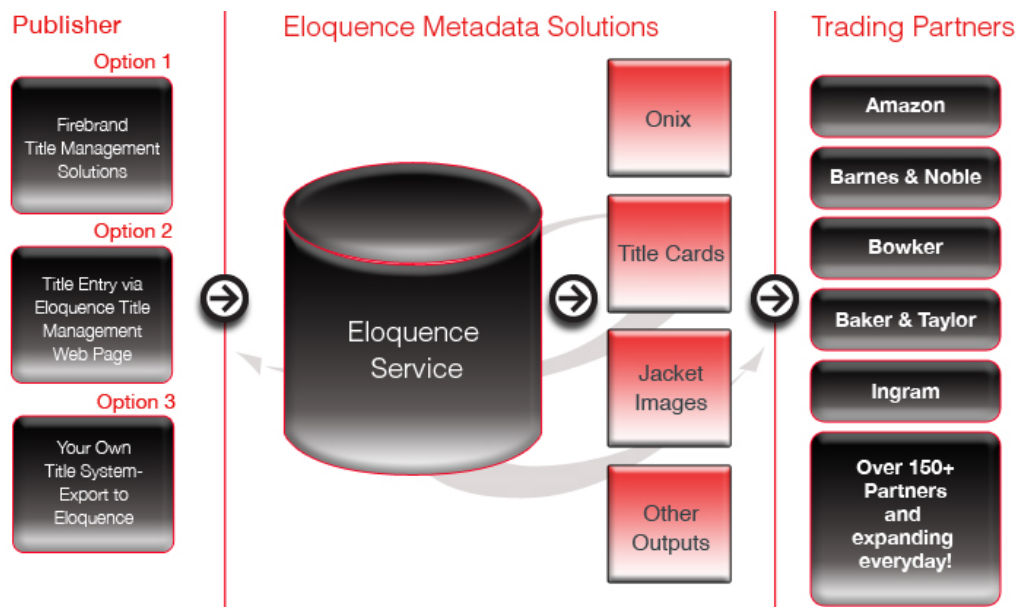 Publisher
Option 1
Firebrand
Title Management
Solutions
Option 2
Title Entry via
Eloquence Title
Management
Web Page
Option 3
Your Own
Title System-
Export to
Eloquence
Eloquence Metadata Solutions
Eloquence
Service
Onix
Title Cards
Jacket
Images
Other
Outputs
Trading Partners
Amazon
Barnes & Noble
Bowker
Baker & Taylor
Ingram
Over 150+
Partners
and
expanding
everyday!